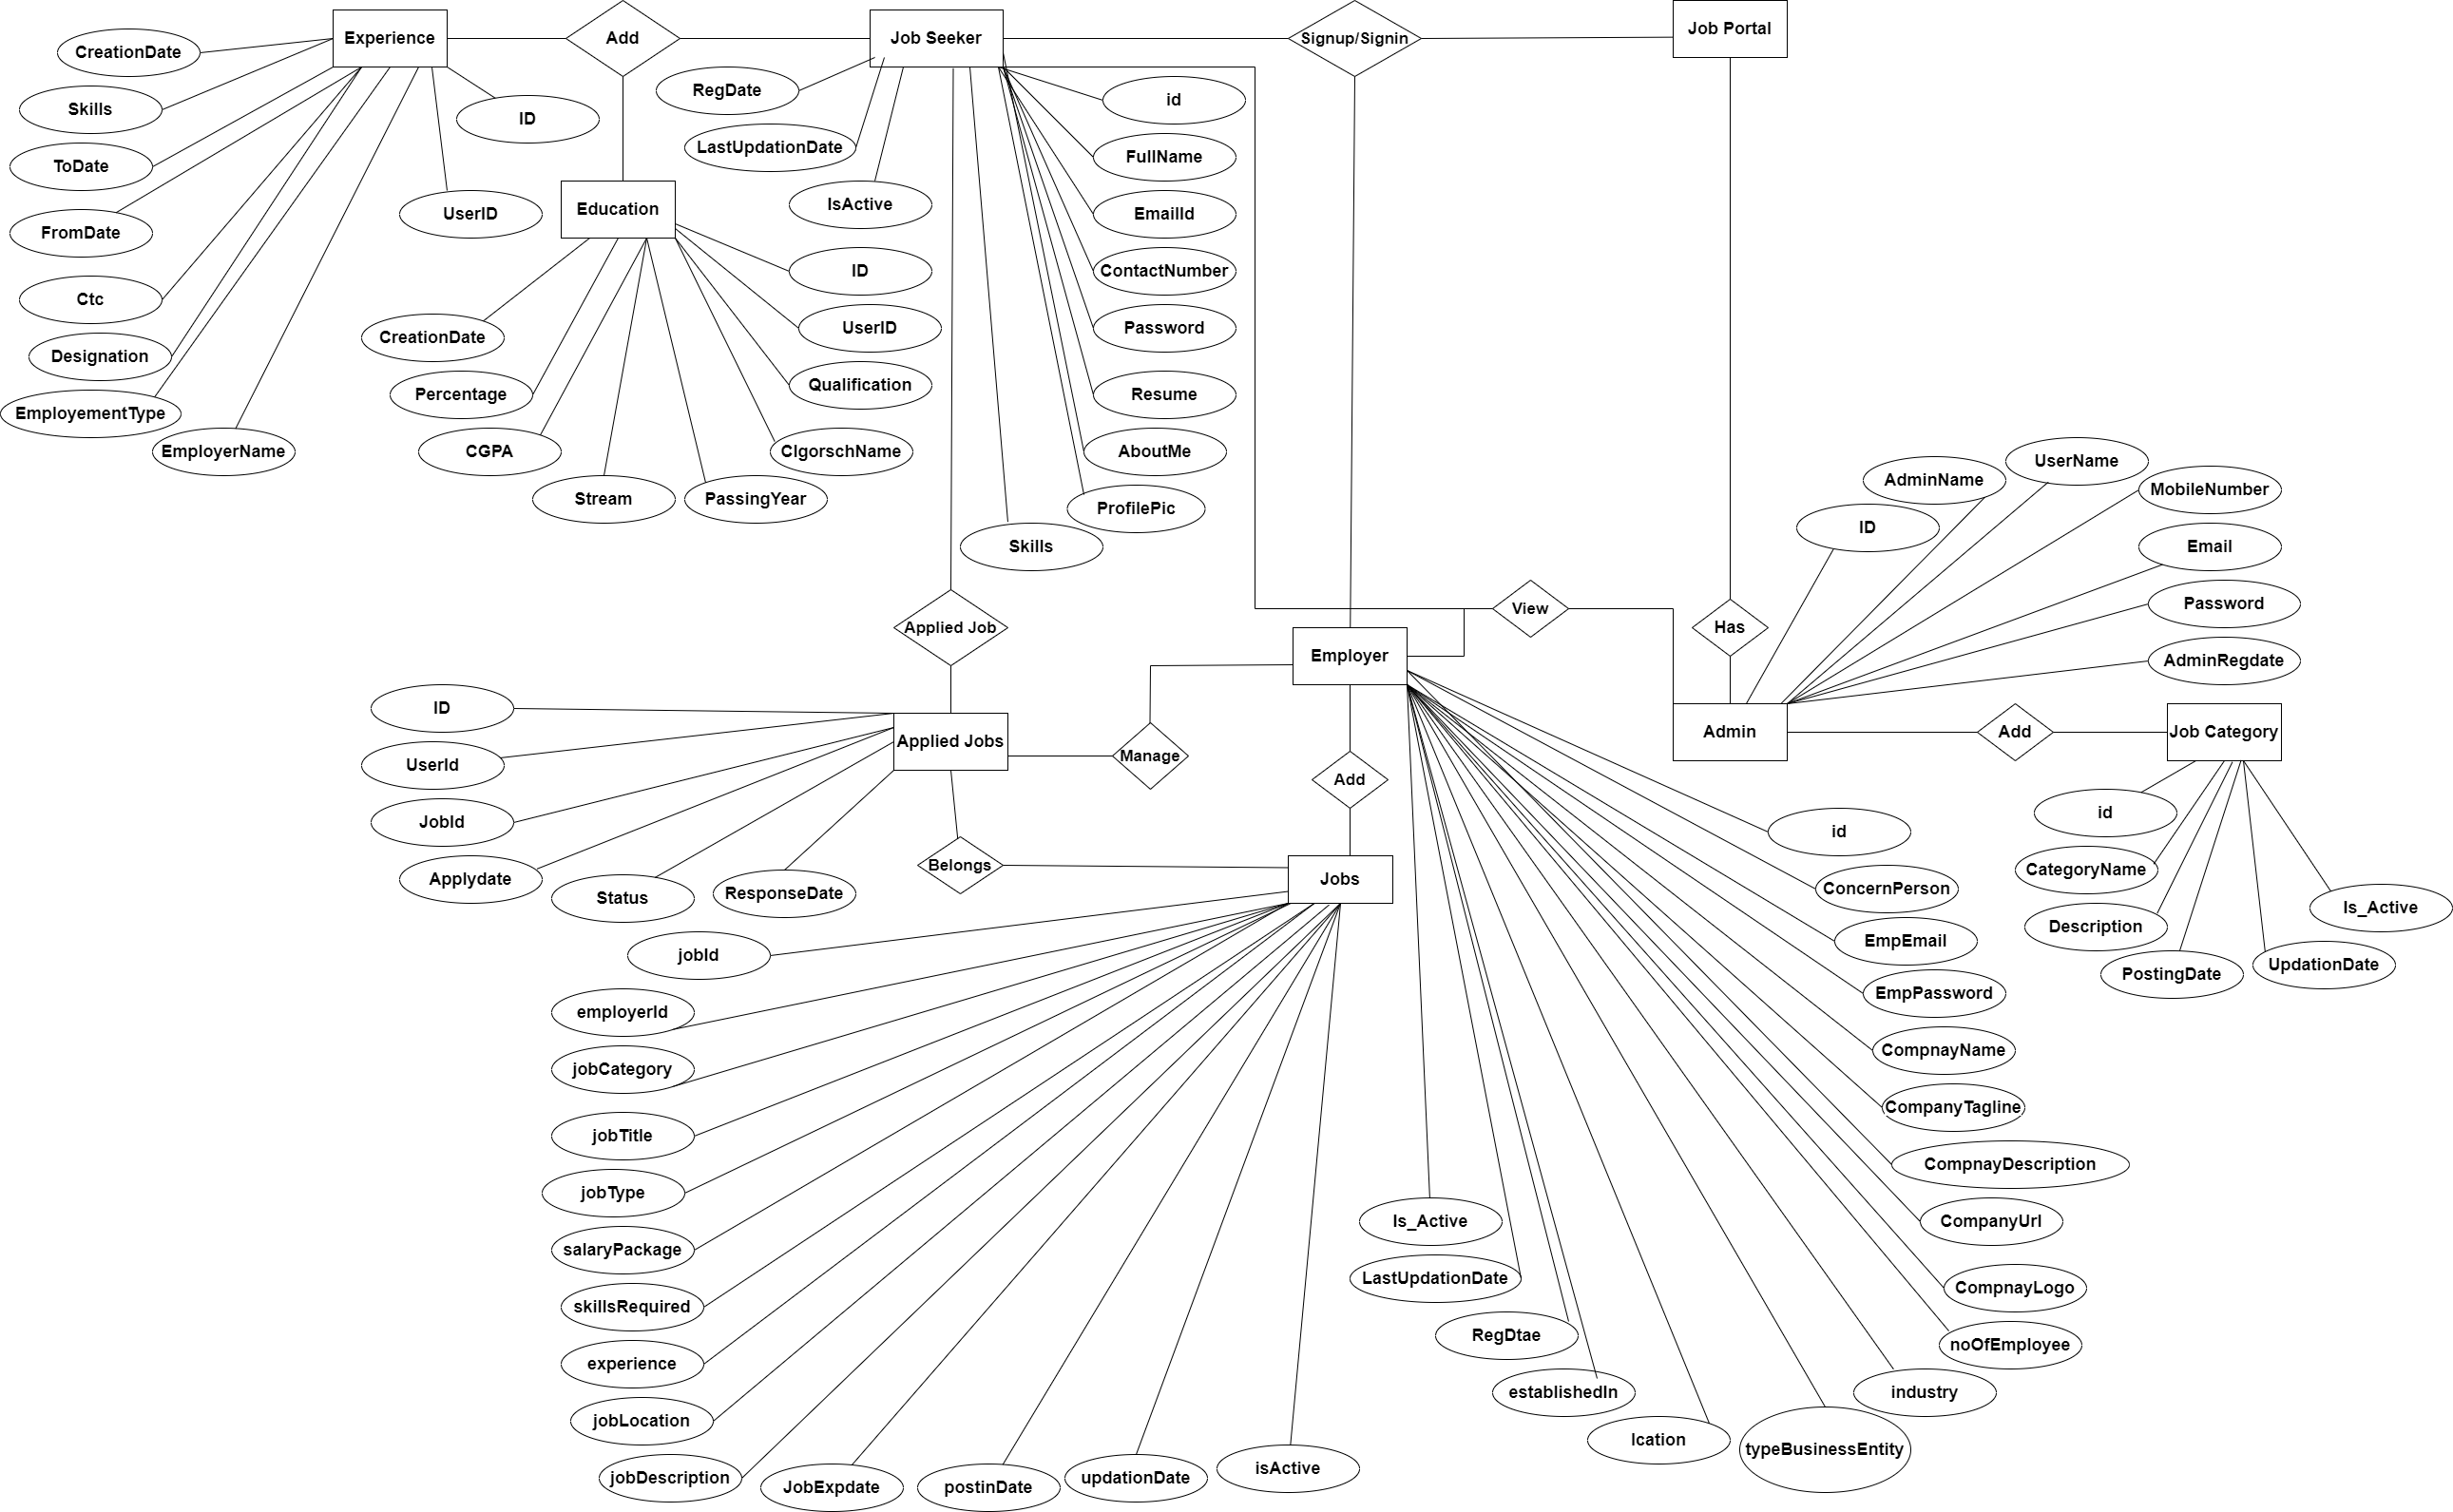 Experience
Add
Job Seeker
Signup/Signin
Job Portal
CreationDate
Skills
ToDate
FromDate
Ctc
Designation
EmployementType
EmployerName
UserID
ID
Education
CreationDate
Percentage
CGPA
Stream
PassingYear
ClgorschName
Qualification
UserID
ID
RegDate
LastUpdationDate
IsActive
id
FullName
EmailId
ContactNumber
Password
Resume
AboutMe
ProfilePic
Skills
Applied Job
View
Has
Employer
AdminName
UserName
MobileNumber
ID
Email
Password
AdminRegdate
Admin
Add
Job Category
id
CategoryName
Description
PostingDate
UpdationDate
Is_Active
Applied Jobs
Manage
Add
ID
UserId
JobId
Applydate
Status
ResponseDate
Belongs
Jobs
jobId
employerId
jobCategory
jobTitle
jobType
salaryPackage
skillsRequired
experience
jobLocation
jobDescription
JobExpdate
postinDate
updationDate
isActive
id
ConcernPerson
EmpEmail
EmpPassword
CompnayName
CompanyTagline
CompnayDescription
CompanyUrl
CompnayLogo
noOfEmployee
industry
typeBusinessEntity
lcation
establishedIn
RegDtae
LastUpdationDate
Is_Active